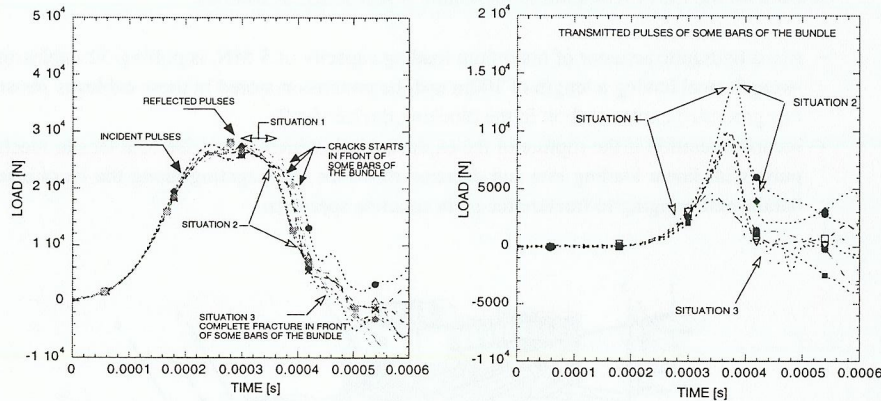 5 10⁴
4 10⁴
3 10⁴
2 10⁴
1 10⁴
0
-1 10⁴
LOAD [N]
REFLECTED PULSES
INCIDENT PULSES
SITUATION 1
CRACKS STARTS
IN FRONT OF
SOME BARS OF
THE BUNDLE
SITUATION 2
SITUATION 3
COMPLETE FRACTURE IN FRONT
OF SOME BARS OF THE BUNDLE
0 0.0001 0.0002 0.0003 0.0004 0.0005 0.0006
TIME [s]
2 10⁴
1.5 10⁴
1 10⁴
5000
0
-5000
-1 10⁴
LOAD [N]
TRANSMITTED PULSES OF SOME BARS OF THE BUNDLE
SITUATION 1
SITUATION 2
SITUATION 3
0 0.0001 0.0002 0.0003 0.0004 0.0005 0.0006
TIME [s]